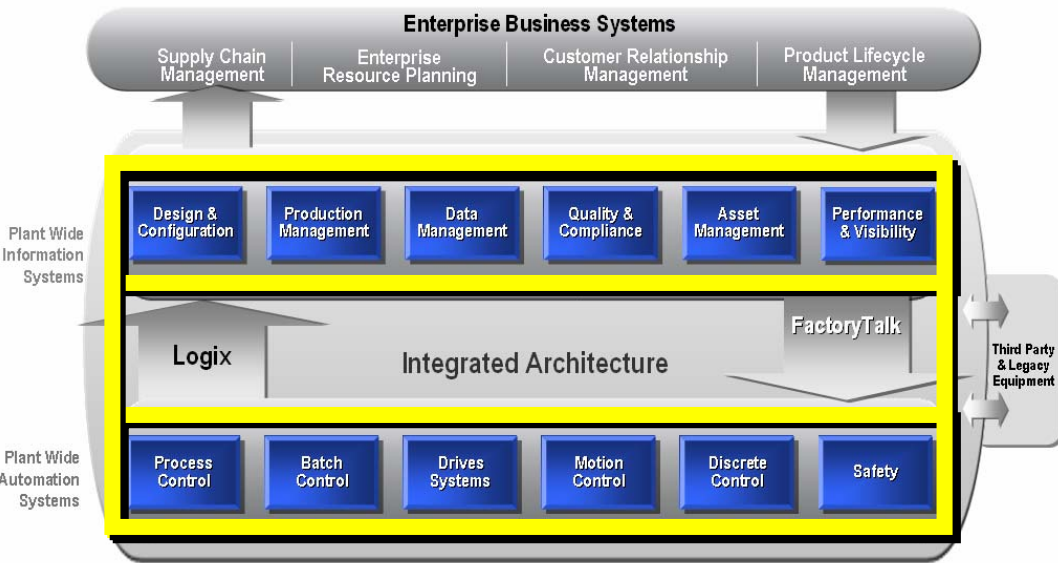 Enterprise Business Systems
Supply Chain
Management
Enterprise
Resource Planning
Customer Relationship
Management
Product Lifecycle
Management
Plant Wide
Information
Systems
Design &
Configuration
Production
Management
Data
Management
Quality &
Compliance
Asset
Management
Performance
& Visibility
Logix
Integrated Architecture
FactoryTalk
Third Party
& Legacy
Equipment
Plant Wide
Automation
Systems
Process
Control
Batch
Control
Drives
Systems
Motion
Control
Discrete
Control
Safety